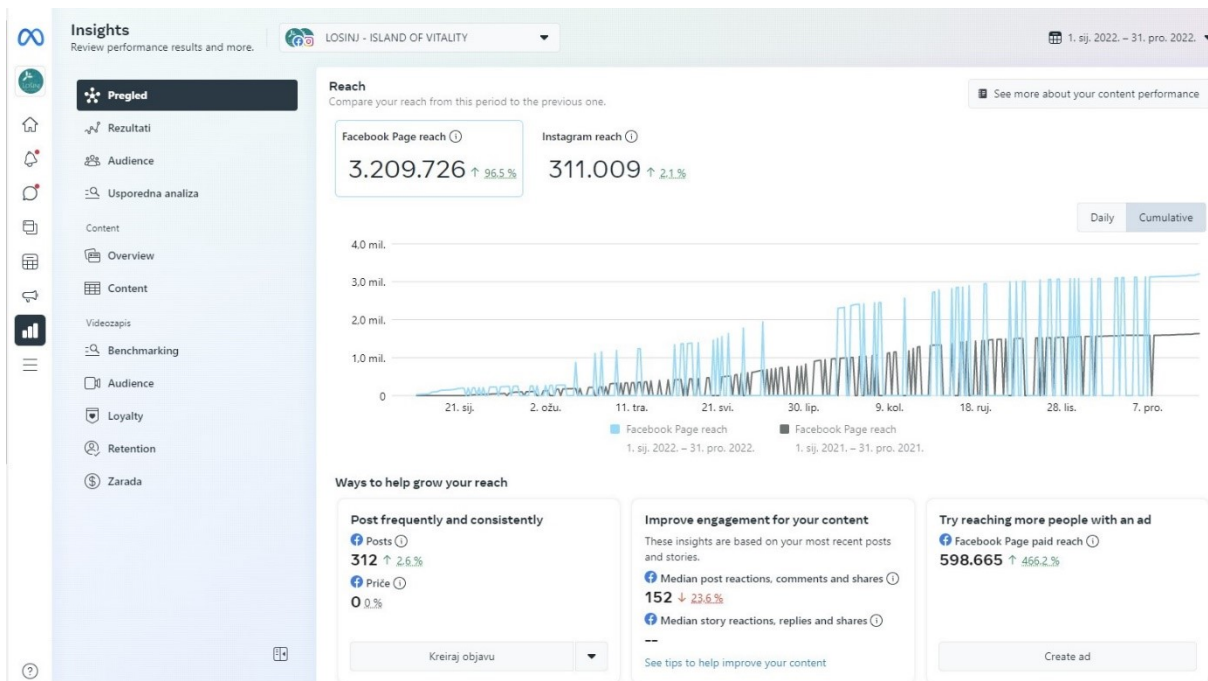 Insights
Review performance results and more.
LOSINJ - ISLAND OF VITALITY
1. sij. 2022. – 31. pro. 2022.
Pregled
Rezultati
Audience
Usporedna analiza
Content
Overview
Content
Videozapis
Benchmarking
Audience
Loyalty
Retention
Zarada
Reach
Compare your reach from this period to the previous one.
See more about your content performance
Facebook Page reach
3.209.726 ↑ 96.5 %
Instagram reach
311.009 ↑ 2.1 %
Daily
Cumulative
4,0 mil.
3,0 mil.
2,0 mil.
1,0 mil.
0
21. sij.
2. ožu.
11. tra.
21. svi.
30. lip.
9. kol.
18. ruj.
28. lis.
7. pro.
Facebook Page reach
1. sij. 2022. – 31. pro. 2022.
Facebook Page reach
1. sij. 2021. – 31. pro. 2021.
Ways to help grow your reach
Post frequently and consistently
Posts
312 ↑ 2.6 %
Priče
0 0 %
Kreiraj objavu
Improve engagement for your content
These insights are based on your most recent posts
and stories.
Median post reactions, comments and shares
152 ↓ 23,6 %
Median story reactions, replies and shares
--
See tips to help improve your content
Try reaching more people with an ad
Facebook Page paid reach
598.665 ↑ 466,2 %
Create ad